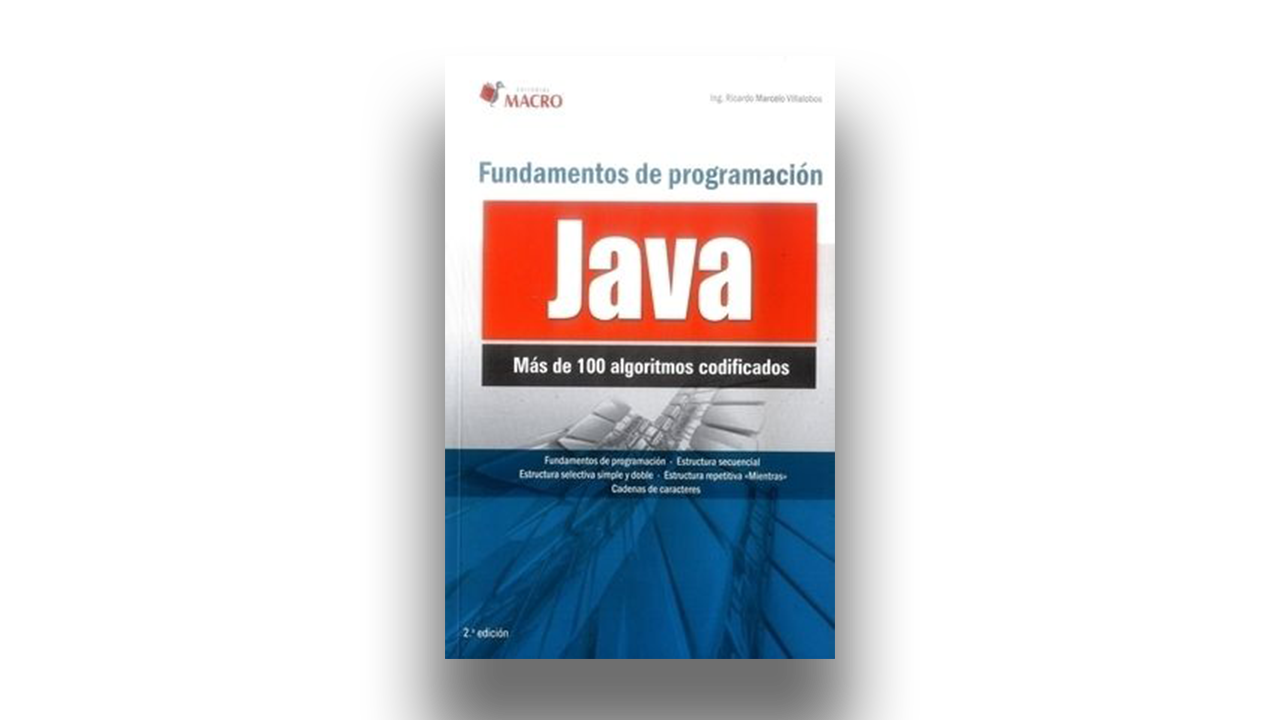 EDITORIAL
MACRO
Ing. Ricardo Marcelo Villalobos
Fundamentos de programación
Java
Más de 100 algoritmos codificados
Fundamentos de programación - Estructura secuencial
Estructura selectiva simple y doble - Estructura repetitiva «Mientras»
Cadenas de caracteres
2.ª edición